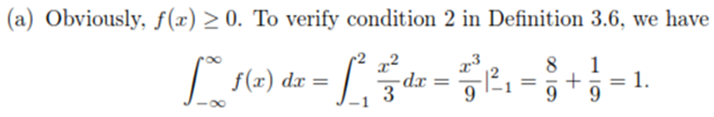 (a) Obviously, f(x) ≥ 0. To verify condition 2 in Definition 3.6, we have
∫_{-∞}^{∞} f(x) dx = ∫_{-1}^{2} x²/3 dx = x³/9 |²₋₁ = 8/9 + 1/9 = 1.